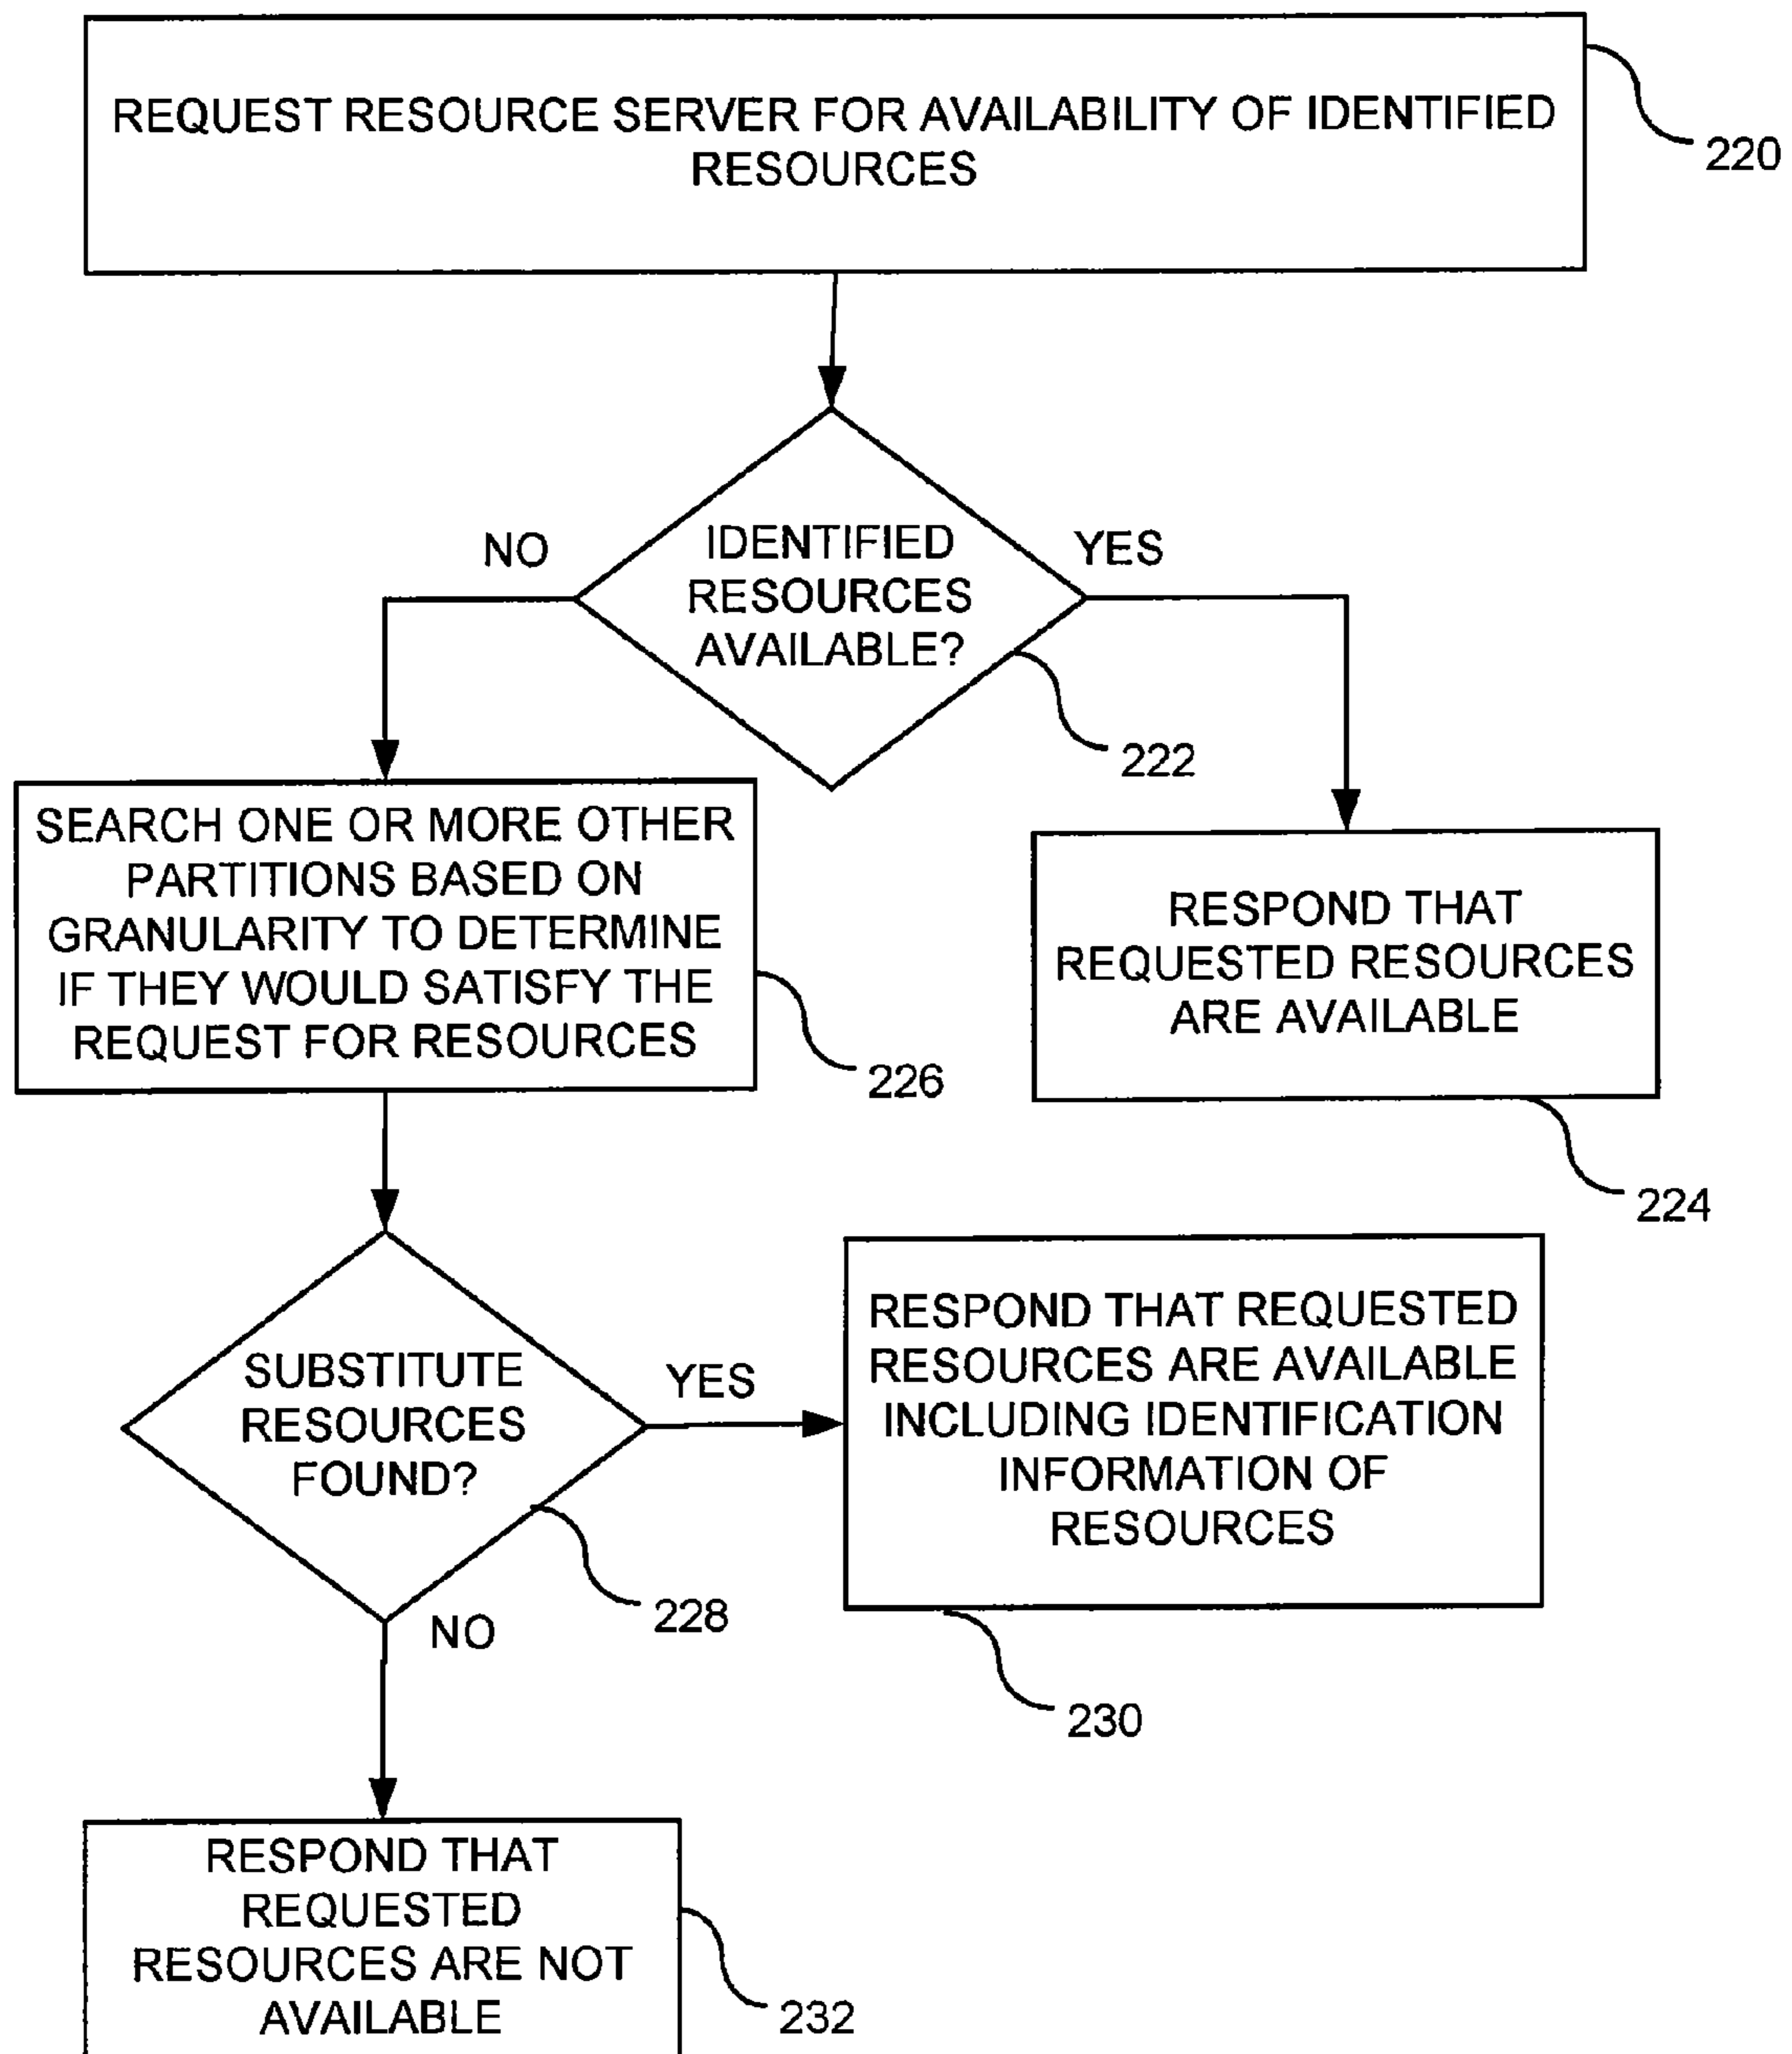 REQUEST RESOURCE SERVER FOR AVAILABILITY OF IDENTIFIED
RESOURCES
220
IDENTIFIED
RESOURCES
AVAILABLE?
NO
YES
222
SEARCH ONE OR MORE OTHER
PARTITIONS BASED ON
GRANULARITY TO DETERMINE
IF THEY WOULD SATISFY THE
REQUEST FOR RESOURCES
226
RESPOND THAT
REQUESTED RESOURCES
ARE AVAILABLE
224
SUBSTITUTE
RESOURCES
FOUND?
YES
NO
228
RESPOND THAT REQUESTED
RESOURCES ARE AVAILABLE
INCLUDING IDENTIFICATION
INFORMATION OF
RESOURCES
230
RESPOND THAT
REQUESTED
RESOURCES ARE NOT
AVAILABLE
232